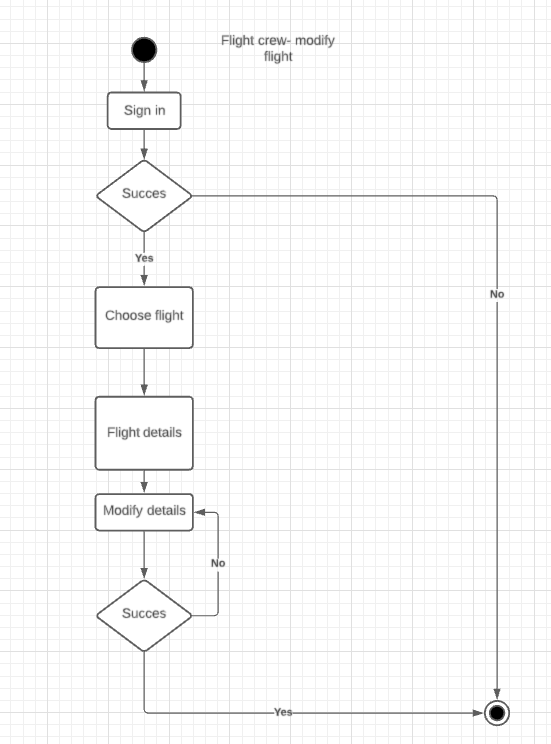 Flight crew- modify
flight
Sign in
Succes
Yes
No
Choose flight
Flight details
Modify details
No
Succes
Yes